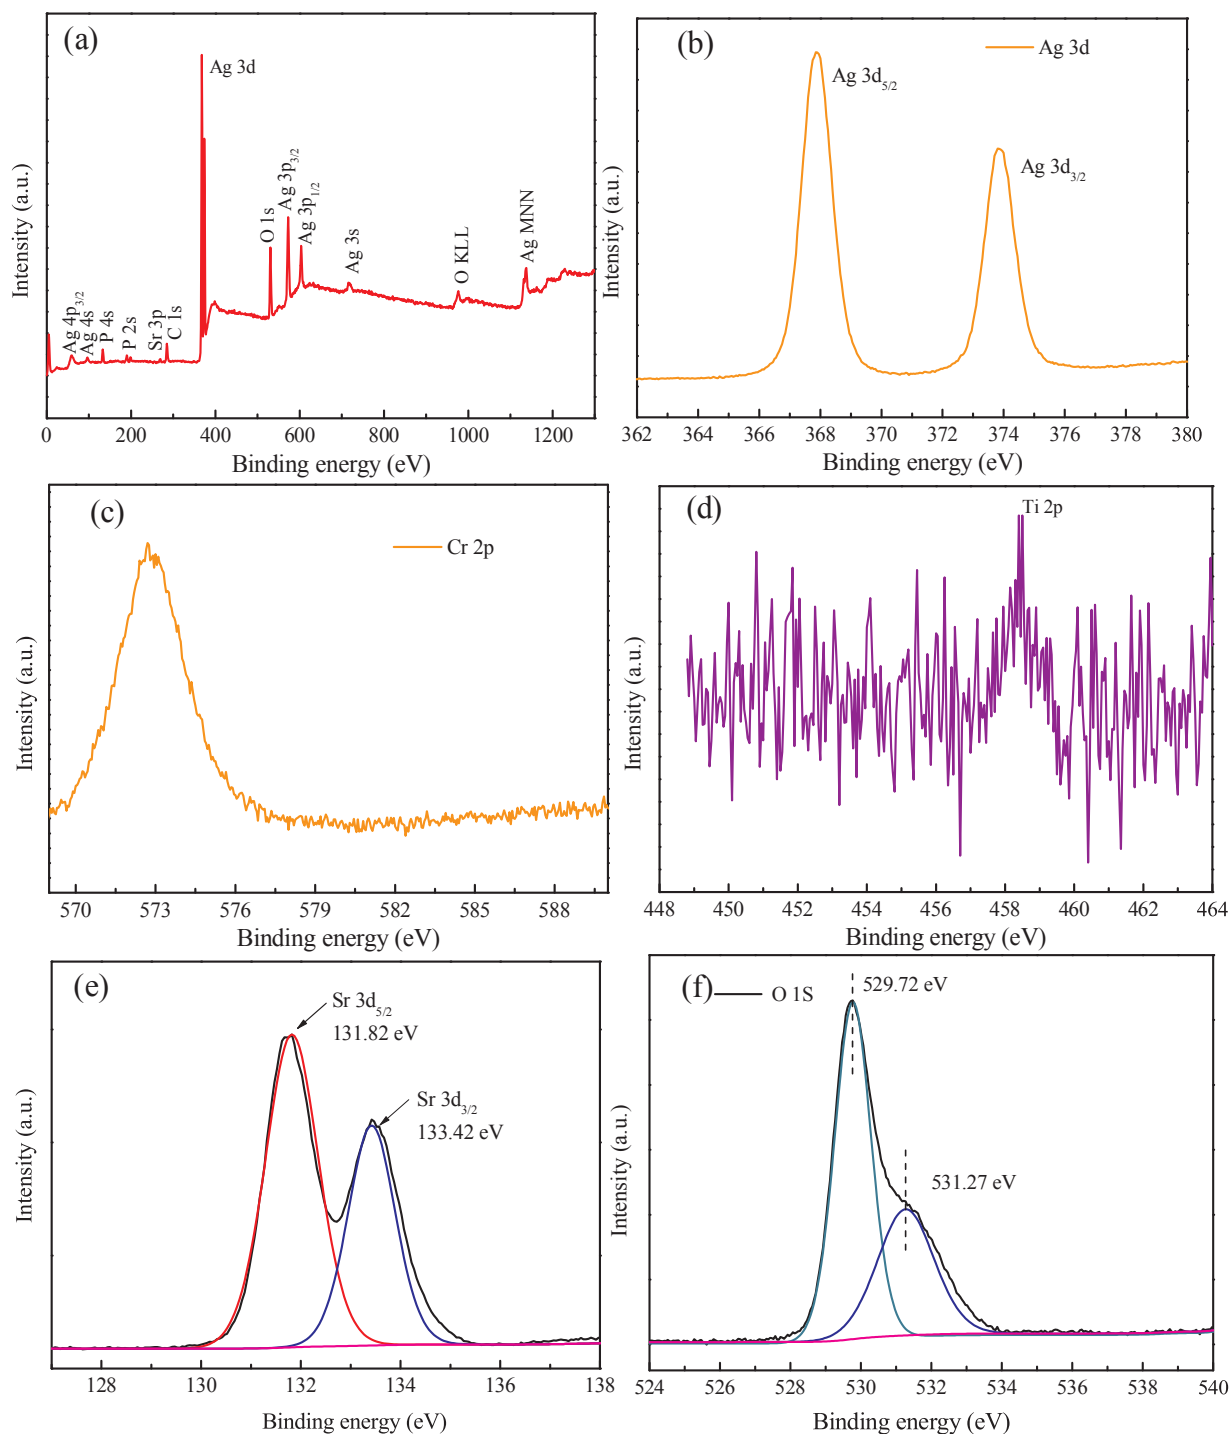 (a)
Ag 3d
Ag 4p3/2
Ag 4s
P 4s
P 2s
Sr 3p
C 1s
O 1s
Ag 3p3/2
Ag 3p1/2
Ag 3s
O KLL
Ag MNN
Intensity (a.u.)
0 200 400 600 800 1000 1200
Binding energy (eV)
(b)
Ag 3d
Ag 3d5/2
Ag 3d3/2
Intensity (a.u.)
362 364 366 368 370 372 374 376 378 380
Binding energy (eV)
(c)
Cr 2p
Intensity (a.u.)
570 573 576 579 582 585 588
Binding energy (eV)
(d)
Ti 2p
Intensity (a.u.)
448 450 452 454 456 458 460 462 464
Binding energy (eV)
(e)
Sr 3d5/2
131.82 eV
Sr 3d3/2
133.42 eV
Intensity (a.u.)
128 130 132 134 136 138
Binding energy (eV)
(f)
O 1S
529.72 eV
531.27 eV
Intensity (a.u.)
524 526 528 530 532 534 536 538 540
Binding energy (eV)